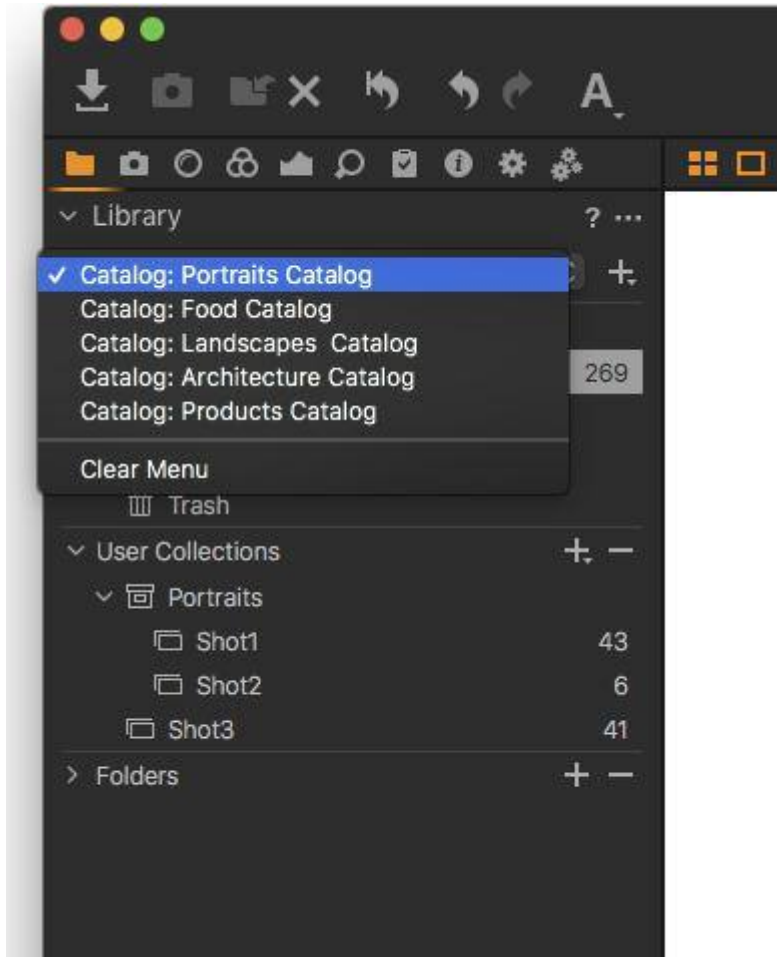 A
Library
? ...
✓ Catalog: Portraits Catalog
Catalog: Food Catalog
Catalog: Landscapes  Catalog
Catalog: Architecture Catalog
269
Catalog: Products Catalog
Clear Menu
Trash
User Collections
Portraits
Shot1 43
Shot2 6
Shot3 41
Folders